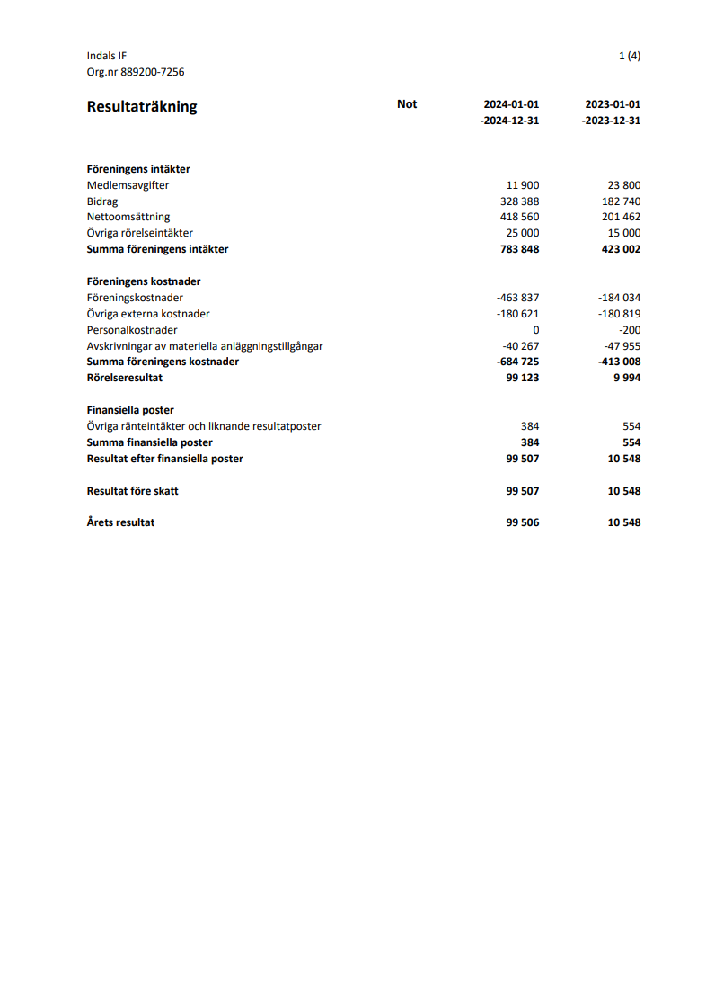 Indals IF 1 (4)
Org.nr 889200-7256
Resultaträkning Not 2024-01-01 2023-01-01
-2024-12-31 -2023-12-31
Föreningens intäkter
Medlemsavgifter 11 900 23 800
Bidrag 328 388 182 740
Nettoomsättning 418 560 201 462
Övriga rörelseintäkter 25 000 15 000
Summa föreningens intäkter 783 848 423 002
Föreningens kostnader
Föreningskostnader -463 837 -184 034
Övriga externa kostnader -180 621 -180 819
Personalkostnader 0 -200
Avskrivningar av materiella anläggningstillgångar -40 267 -47 955
Summa föreningens kostnader -684 725 -413 008
Rörelseresultat 99 123 9 994
Finansiella poster
Övriga ränteintäkter och liknande resultatposter 384 554
Summa finansiella poster 384 554
Resultat efter finansiella poster 99 507 10 548
Resultat före skatt 99 507 10 548
Årets resultat 99 506 10 548